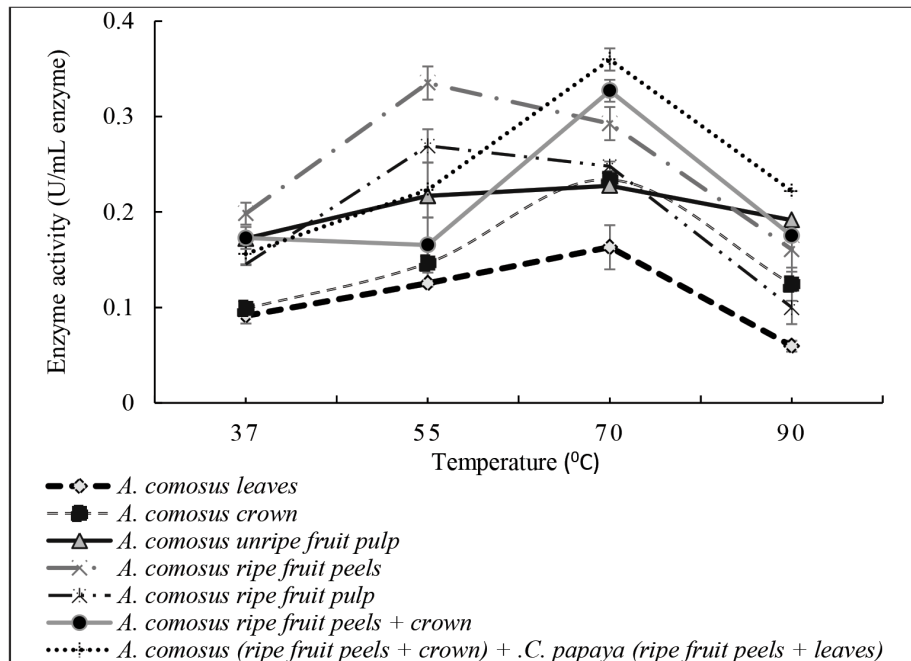 0.4
0.3
0.2
0.1
0
Enzyme activity (U/mL enzyme)
37 55 70 90
Temperature (⁰C)
A. comosus leaves
A. comosus crown
A. comosus unripe fruit pulp
A. comosus ripe fruit peels
A. comosus ripe fruit pulp
A. comosus ripe fruit peels + crown
A. comosus (ripe fruit peels + crown) + .C. papaya (ripe fruit peels + leaves)